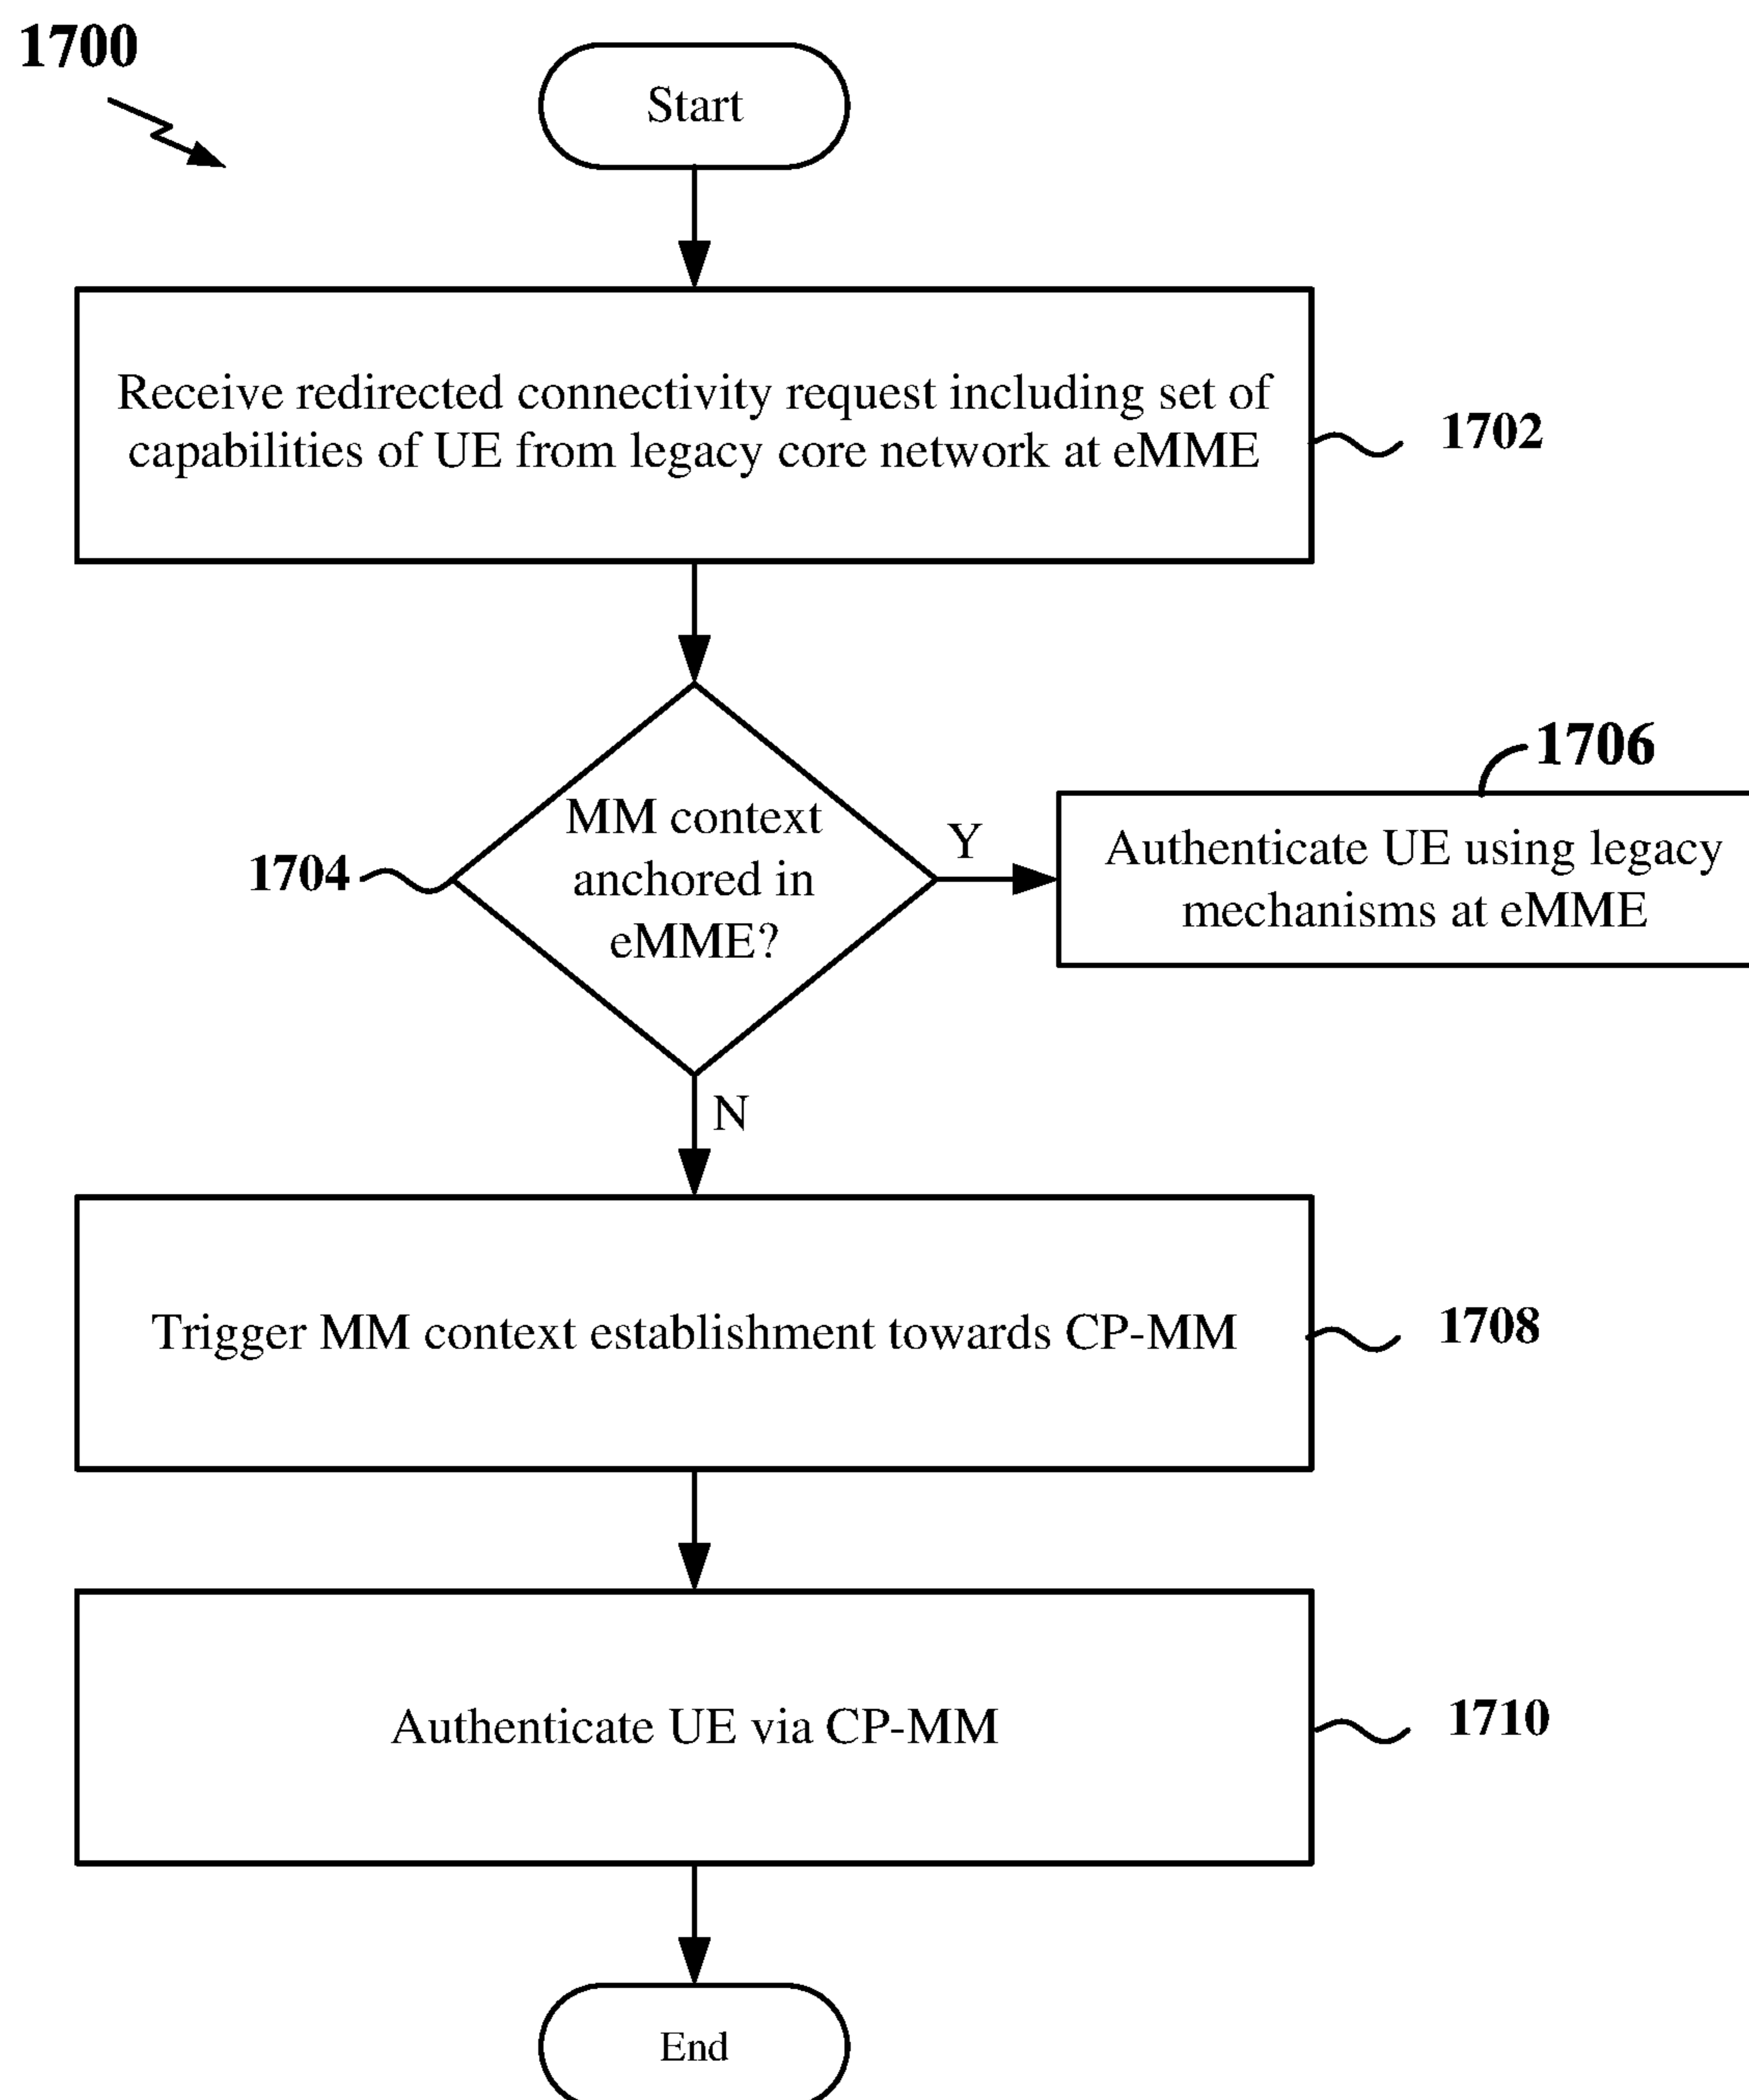 1700
Start
Receive redirected connectivity request including set of
capabilities of UE from legacy core network at eMME
1702
MM context
anchored in
eMME?
1704
Y
1706
Authenticate UE using legacy
mechanisms at eMME
N
Trigger MM context establishment towards CP-MM
1708
Authenticate UE via CP-MM
1710
End